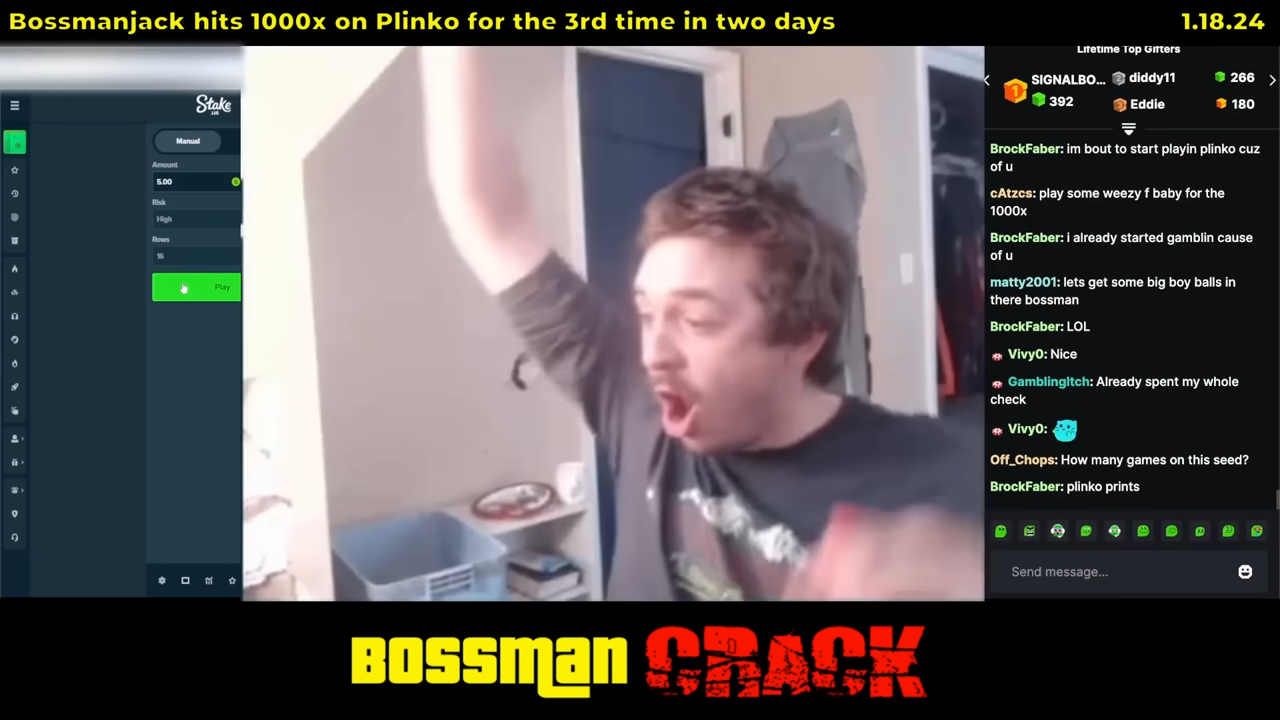 Bossmanjack hits 1000x on Plinko for the 3rd time in two days
1.18.24
Stake
.US
Manual
Amount
5.00
Risk
High
Rows
16
Play
Lifetime Top Gifters
SIGNALBO...
392
diddy11
266
Eddie
180
BrockFaber: im bout to start playin plinko cuz
of u
cAtzcs: play some weezy f baby for the
1000x
BrockFaber: i already started gamblin cause
of u
matty2001: lets get some big boy balls in
there bossman
BrockFaber: LOL
Vivy0: Nice
GamblingItch: Already spent my whole
check
Vivy0:
Off_Chops: How many games on this seed?
BrockFaber: plinko prints
Send message...
BOSSMAN CRACK